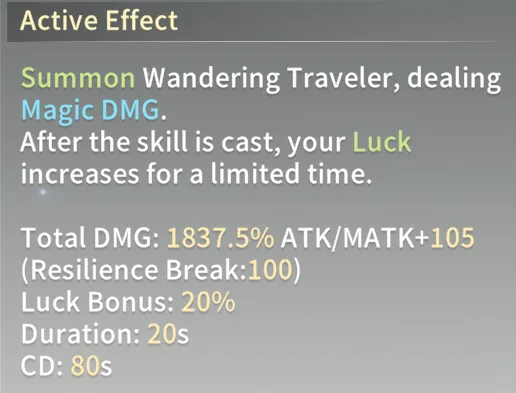 Active Effect
Summon Wandering Traveler, dealing
Magic DMG.
After the skill is cast, your Luck
increases for a limited time.
Total DMG: 1837.5% ATK/MATK+105
(Resilience Break:100)
Luck Bonus: 20%
Duration: 20s
CD: 80s